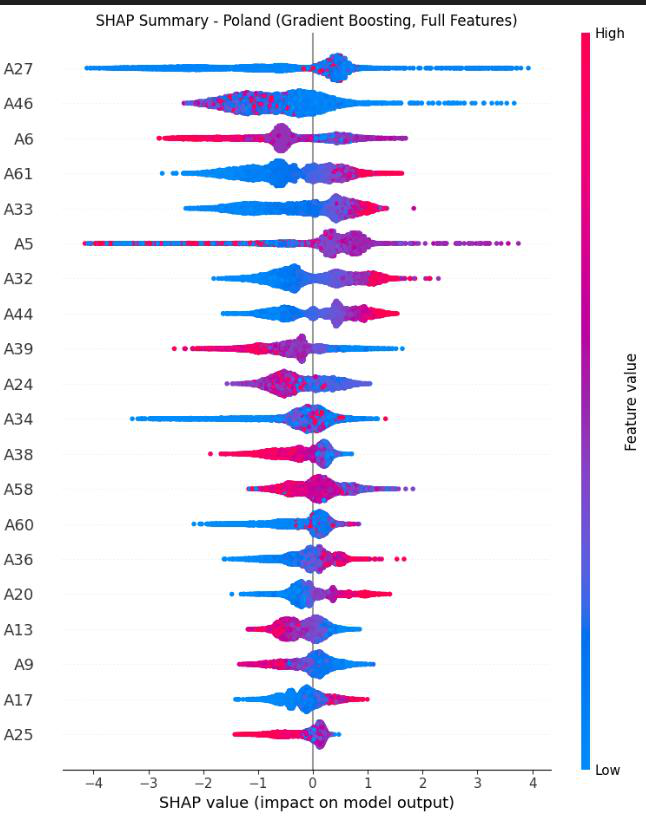 SHAP Summary - Poland (Gradient Boosting, Full Features)
High
A27
A46
A6
A61
A33
A5
A32
A44
A39
A24
A34
A38
A58
A60
A36
A20
A13
A9
A17
A25
Feature value
Low
−4 −3 −2 −1 0 1 2 3 4
SHAP value (impact on model output)